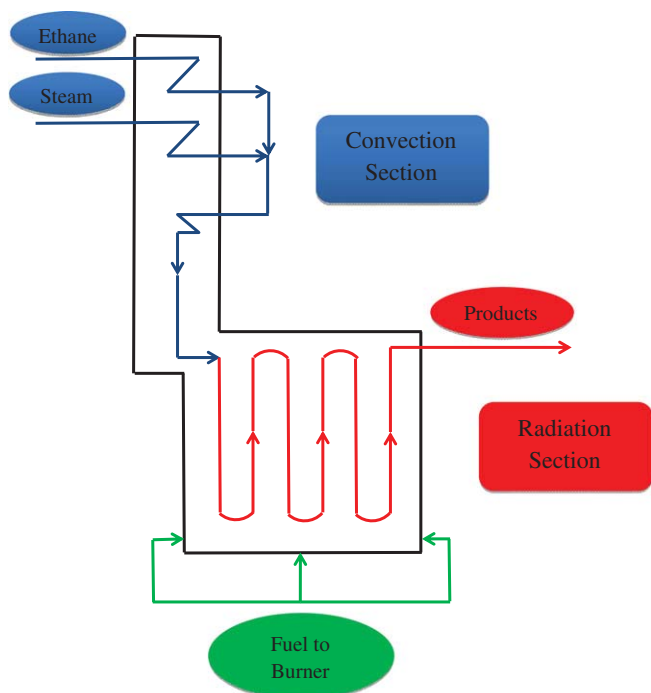 Ethane
Steam
Convection
Section
Products
Radiation
Section
Fuel to
Burner